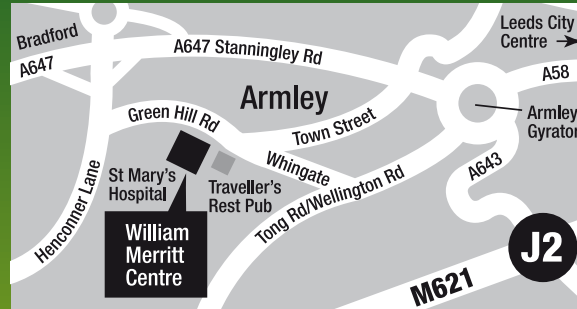 Bradford
A647
A647 Stanningley Rd
Leeds City
Centre →
A58
Armley
Gyrator
Armley
Green Hill Rd
Town Street
Whingate
Henconner Lane
St Mary's
Hospital
Traveller's
Rest Pub
Tong Rd/Wellington Rd
A643
William
Merritt
Centre
M621
J2